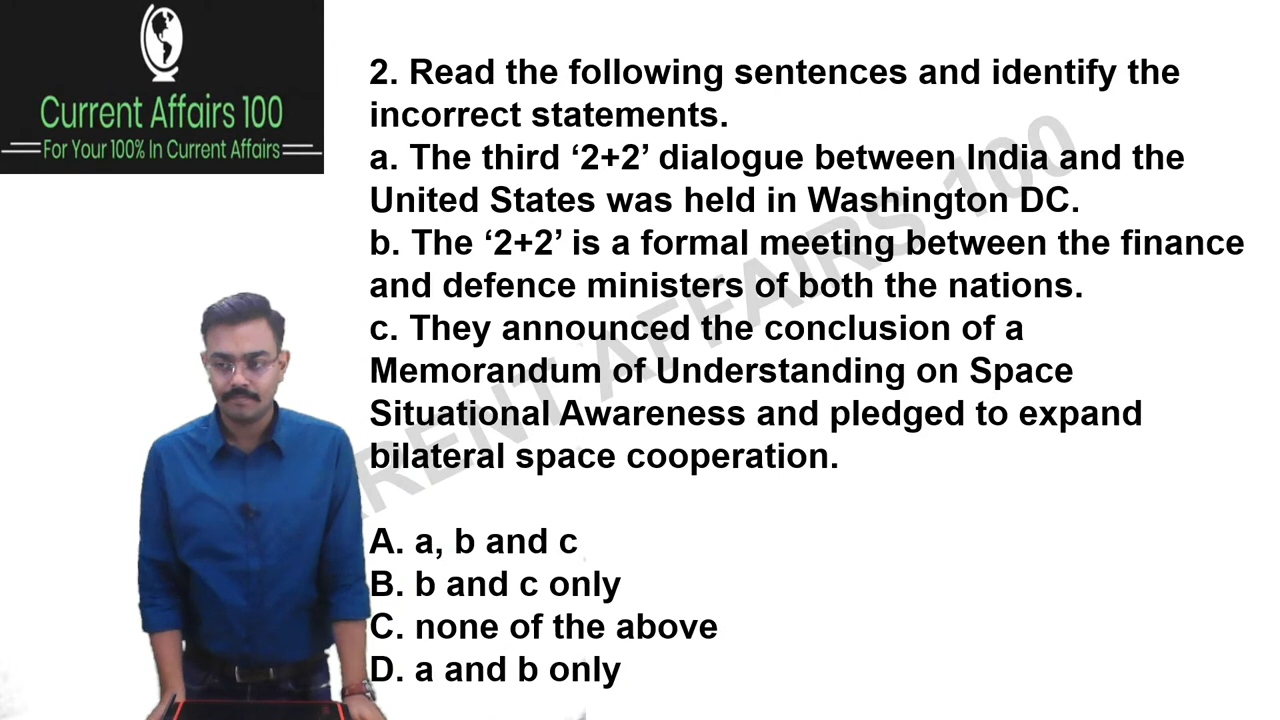 Current Affairs 100
For Your 100% In Current Affairs
2. Read the following sentences and identify the
incorrect statements.
a. The third ‘2+2’ dialogue between India and the
United States was held in Washington DC.
b. The ‘2+2’ is a formal meeting between the finance
and defence ministers of both the nations.
c. They announced the conclusion of a
Memorandum of Understanding on Space
Situational Awareness and pledged to expand
bilateral space cooperation.
A. a, b and c
B. b and c only
C. none of the above
D. a and b only
RENT AFFAIRS 100